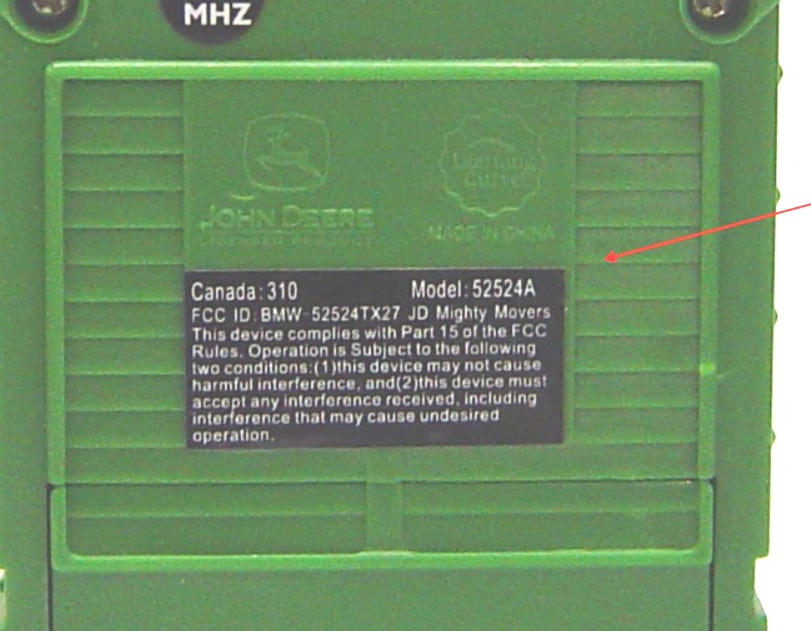 MHZ
JOHN DEERE
LICENSED PRODUCT
Learning
Curve
MADE IN CHINA
Canada:310 Model:52524A
FCC ID:BMW-52524TX27 JD Mighty Movers
This device complies with Part 15 of the FCC
Rules. Operation is Subject to the following
two conditions:(1)this device may not cause
harmful interference, and(2)this device must
accept any interference received, including
interference that may cause undesired
operation.